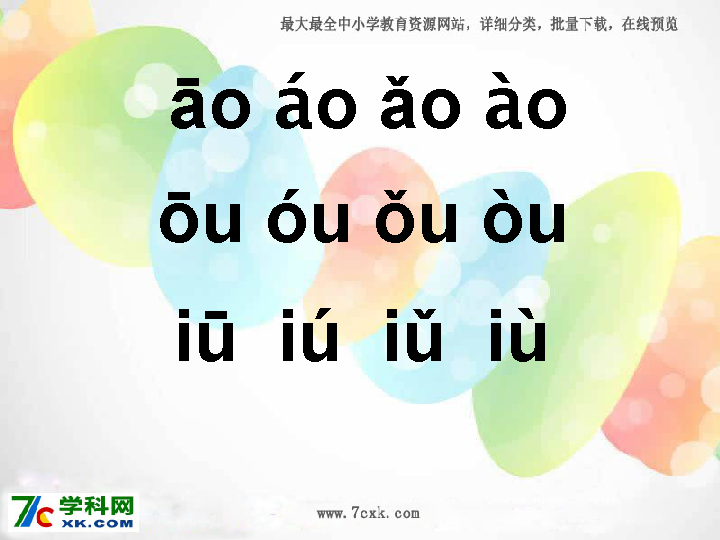 最大最全中小学教育资源网站，详细分类，批量下载，在线预览
āo áo ǎo ào
ōu óu ǒu òu
iū iú iǔ iù
7c学科网
XK.COM
www.7cxk.com